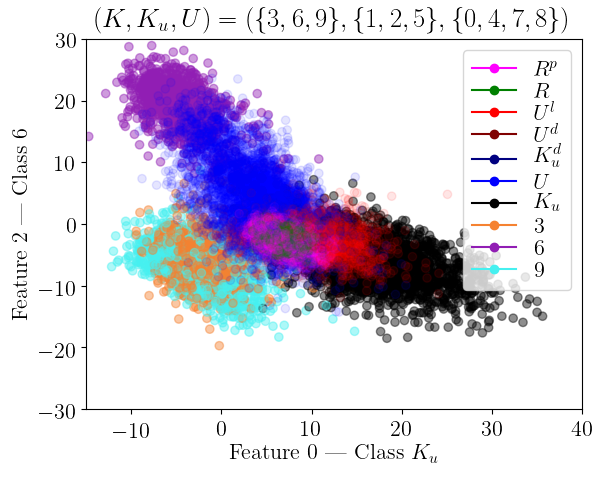 (K, K_u, U) = ({3, 6, 9}, {1, 2, 5}, {0, 4, 7, 8})
30
20
10
0
−10
−20
−30
Feature 2 — Class 6
R^p
R
U^l
U^d
K_u^d
U
K_u
3
6
9
−10
0
10
20
30
40
Feature 0 — Class K_u